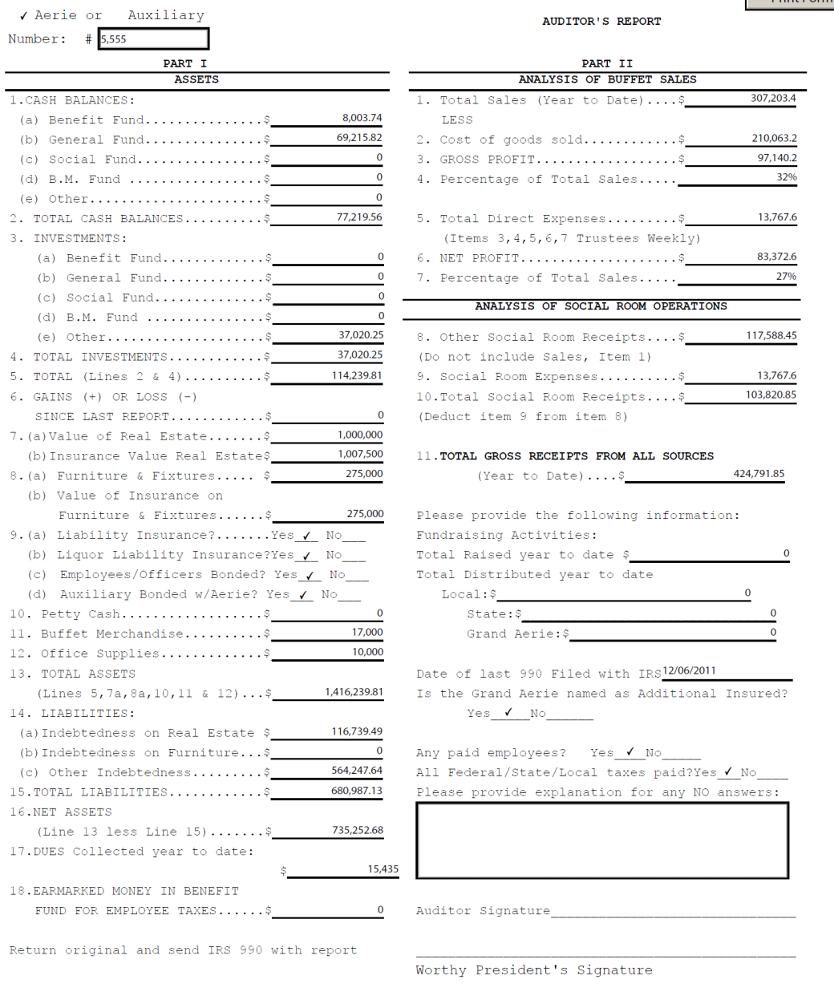 ✓ Aerie or Auxiliary
Number: # 5,555
PART I
ASSETS
1.CASH BALANCES:
(a) Benefit Fund...............$ 8,003.74
(b) General Fund...............$ 69,215.82
(c) Social Fund................$ 0
(d) B.M. Fund .................$ 0
(e) Other......................$ 0
2. TOTAL CASH BALANCES..........$ 77,219.56
3. INVESTMENTS:
(a) Benefit Fund.............$ 0
(b) General Fund.............$ 0
(c) Social Fund..............$ 0
(d) B.M. Fund ...............$ 0
(e) Other....................$ 37,020.25
4. TOTAL INVESTMENTS............$ 37,020.25
5. TOTAL (Lines 2 & 4)..........$ 114,239.81
6. GAINS (+) OR LOSS (-)
SINCE LAST REPORT............$ 0
7.(a)Value of Real Estate.......$ 1,000,000
(b)Insurance Value Real Estate$ 1,007,500
8.(a) Furniture & Fixtures..... $ 275,000
(b) Value of Insurance on
Furniture & Fixtures......$ 275,000
9.(a) Liability Insurance?.......Yes ✓ No___
(b) Liquor Liability Insurance?Yes ✓ No___
(c) Employees/Officers Bonded? Yes ✓ No___
(d) Auxiliary Bonded w/Aerie? Yes ✓ No___
10. Petty Cash..................$ 0
11. Buffet Merchandise..........$ 17,000
12. Office Supplies.............$ 10,000
13. TOTAL ASSETS
(Lines 5,7a,8a,10,11 & 12)...$ 1,416,239.81
14. LIABILITIES:
(a)Indebtedness on Real Estate $ 116,739.49
(b)Indebtedness on Furniture...$ 0
(c) Other Indebtedness.........$ 564,247.64
15.TOTAL LIABILITIES............$ 680,987.13
16.NET ASSETS
(Line 13 less Line 15).......$ 735,252.68
17.DUES Collected year to date:
$ 15,435
18.EARMARKED MONEY IN BENEFIT
FUND FOR EMPLOYEE TAXES......$ 0
Return original and send IRS 990 with report
Print Form
AUDITOR'S REPORT
PART II
ANALYSIS OF BUFFET SALES
1. Total Sales (Year to Date)....$ 307,203.4
LESS
2. Cost of goods sold............$ 210,063.2
3. GROSS PROFIT..................$ 97,140.2
4. Percentage of Total Sales..... 32%
5. Total Direct Expenses.........$ 13,767.6
(Items 3,4,5,6,7 Trustees Weekly)
6. NET PROFIT....................$ 83,372.6
7. Percentage of Total Sales..... 27%
ANALYSIS OF SOCIAL ROOM OPERATIONS
8. Other Social Room Receipts....$ 117,588.45
(Do not include Sales, Item 1)
9. Social Room Expenses..........$ 13,767.6
10.Total Social Room Receipts....$ 103,820.85
(Deduct item 9 from item 8)
11.TOTAL GROSS RECEIPTS FROM ALL SOURCES
(Year to Date)....$ 424,791.85
Please provide the following information:
Fundraising Activities:
Total Raised year to date $ 0
Total Distributed year to date
Local:$ 0
State:$ 0
Grand Aerie:$ 0
Date of last 990 Filed with IRS 12/06/2011
Is the Grand Aerie named as Additional Insured?
Yes ✓ No______
Any paid employees? Yes ✓ No_____
All Federal/State/Local taxes paid?Yes ✓ No____
Please provide explanation for any NO answers:
Auditor Signature
Worthy President's Signature